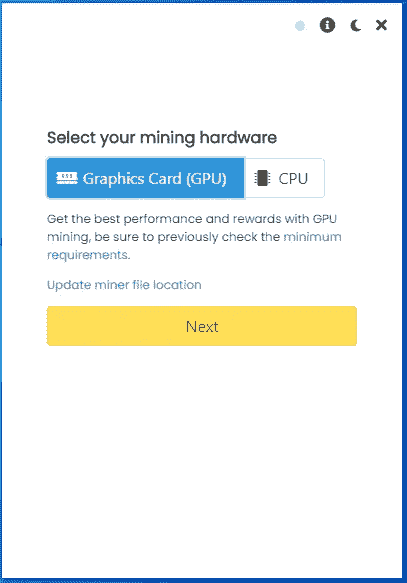 Select your mining hardware
Graphics Card (GPU) CPU
Get the best performance and rewards with GPU
mining, be sure to previously check the minimum
requirements.
Update miner file location
Next